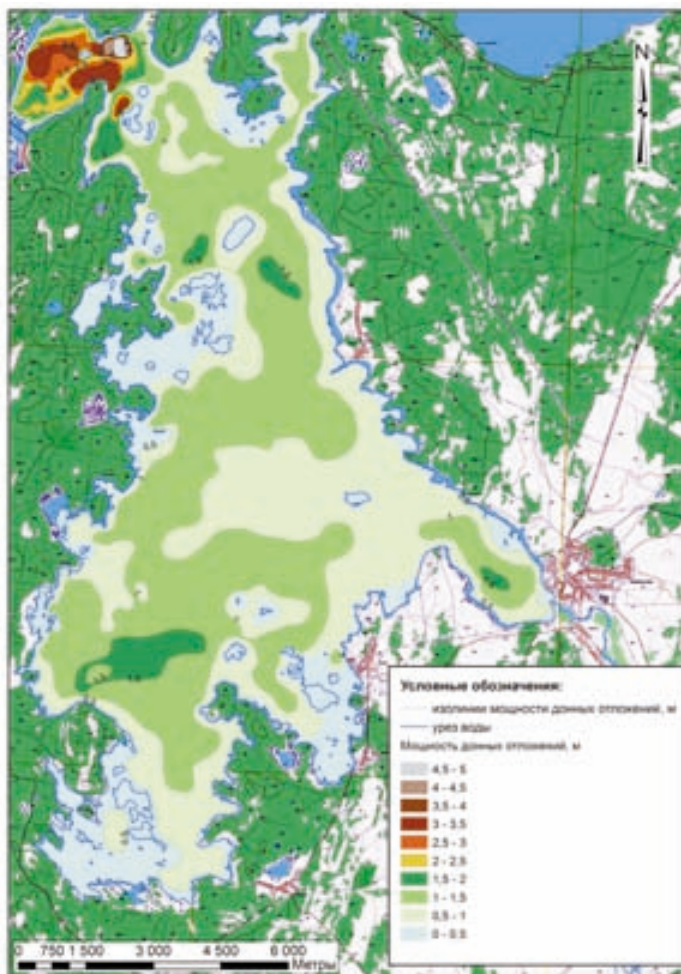 N
Условные обозначения:
изолинии мощности донных отложений, м
урез воды
Мощность донных отложений, м
4,5 - 5
4 - 4,5
3,5 - 4
3 - 3,5
2,5 - 3
2 - 2,5
1,5 - 2
1 - 1,5
0,5 - 1
0 - 0,5
0 750 1 500 3 000 4 500 6 000
Метры